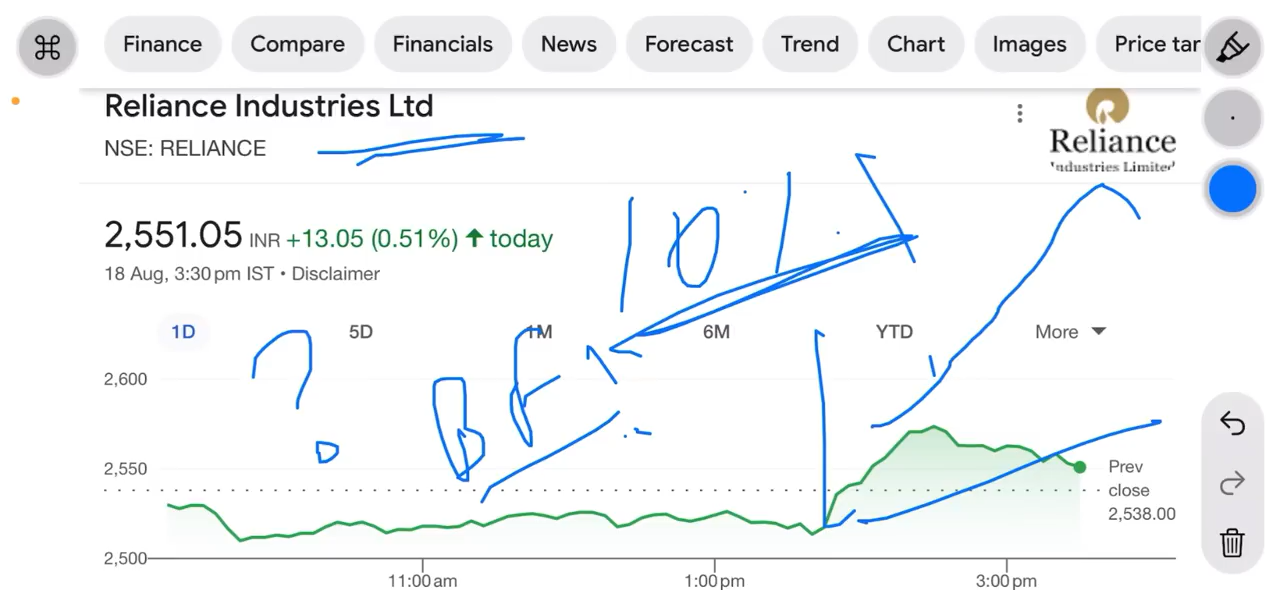 Finance Compare Financials News Forecast Trend Chart Images Price tar
Reliance Industries Ltd
NSE: RELIANCE
Reliance
Industries Limited
2,551.05 INR +13.05 (0.51%) ↑ today
18 Aug, 3:30 pm IST • Disclaimer
1D 5D 1M 6M YTD More
?
2,600
2,550
2,500
Prev
close
2,538.00
11:00 am 1:00 pm 3:00 pm